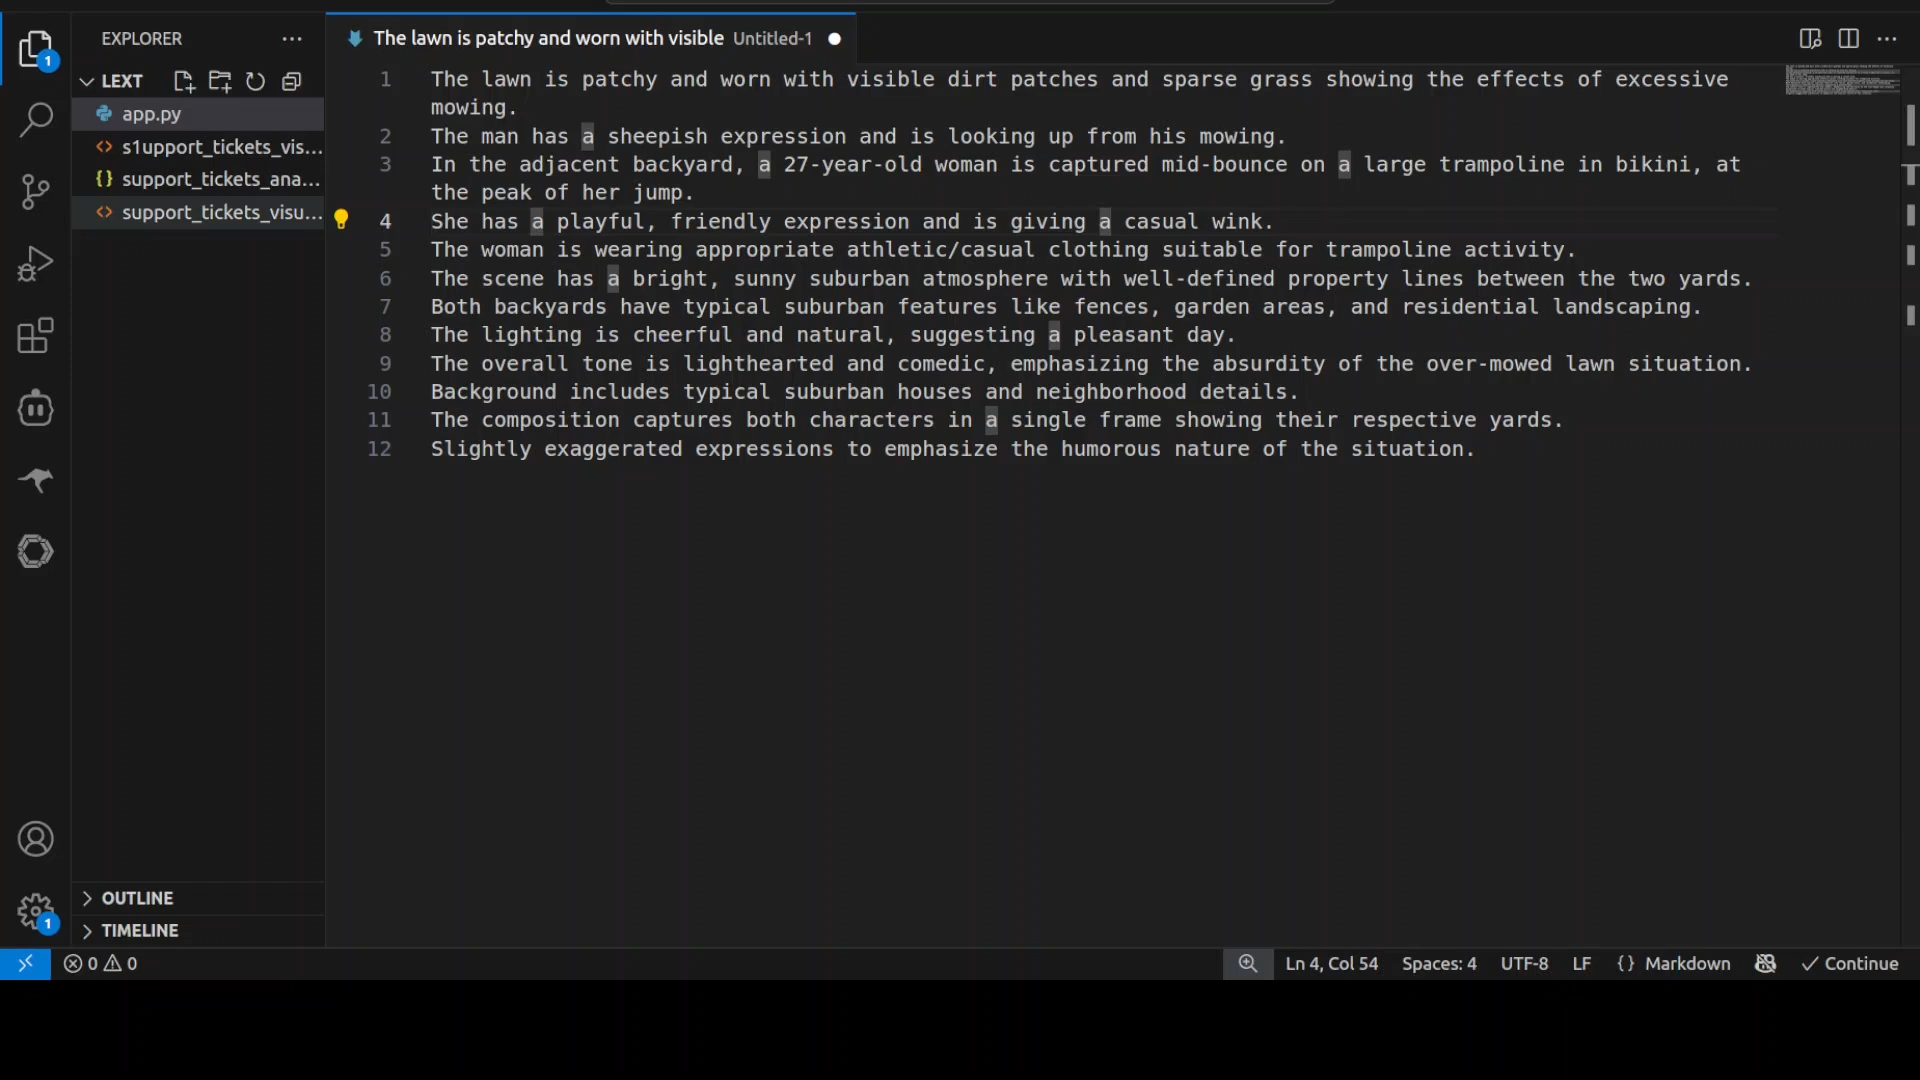 EXPLORER
The lawn is patchy and worn with visible Untitled-1
LEXT
app.py
s1upport_tickets_vis...
support_tickets_ana...
support_tickets_visu...
OUTLINE
TIMELINE
1
1
1 The lawn is patchy and worn with visible dirt patches and sparse grass showing the effects of excessive
mowing.
2 The man has a sheepish expression and is looking up from his mowing.
3 In the adjacent backyard, a 27-year-old woman is captured mid-bounce on a large trampoline in bikini, at
the peak of her jump.
4 She has a playful, friendly expression and is giving a casual wink.
5 The woman is wearing appropriate athletic/casual clothing suitable for trampoline activity.
6 The scene has a bright, sunny suburban atmosphere with well-defined property lines between the two yards.
7 Both backyards have typical suburban features like fences, garden areas, and residential landscaping.
8 The lighting is cheerful and natural, suggesting a pleasant day.
9 The overall tone is lighthearted and comedic, emphasizing the absurdity of the over-mowed lawn situation.
10 Background includes typical suburban houses and neighborhood details.
11 The composition captures both characters in a single frame showing their respective yards.
12 Slightly exaggerated expressions to emphasize the humorous nature of the situation.
0 0
Ln 4, Col 54 Spaces: 4 UTF-8 LF {} Markdown Continue